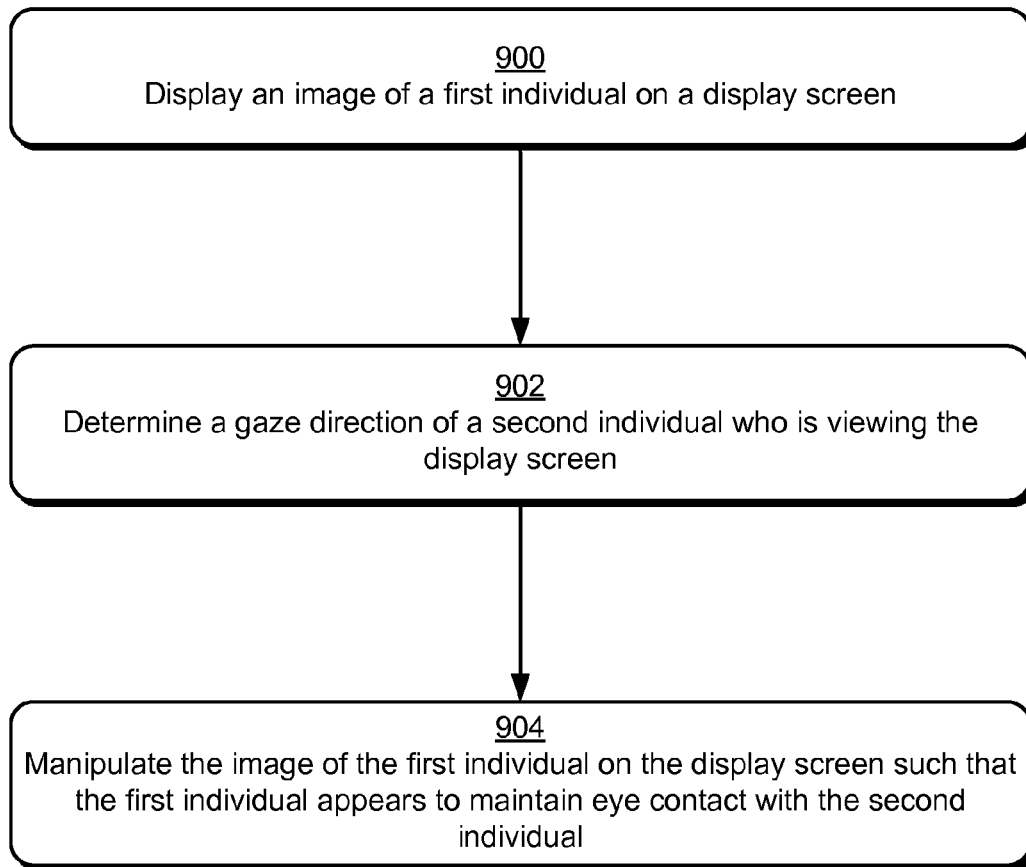 900
Display an image of a first individual on a display screen
902
Determine a gaze direction of a second individual who is viewing the
display screen
904
Manipulate the image of the first individual on the display screen such that
the first individual appears to maintain eye contact with the second
individual